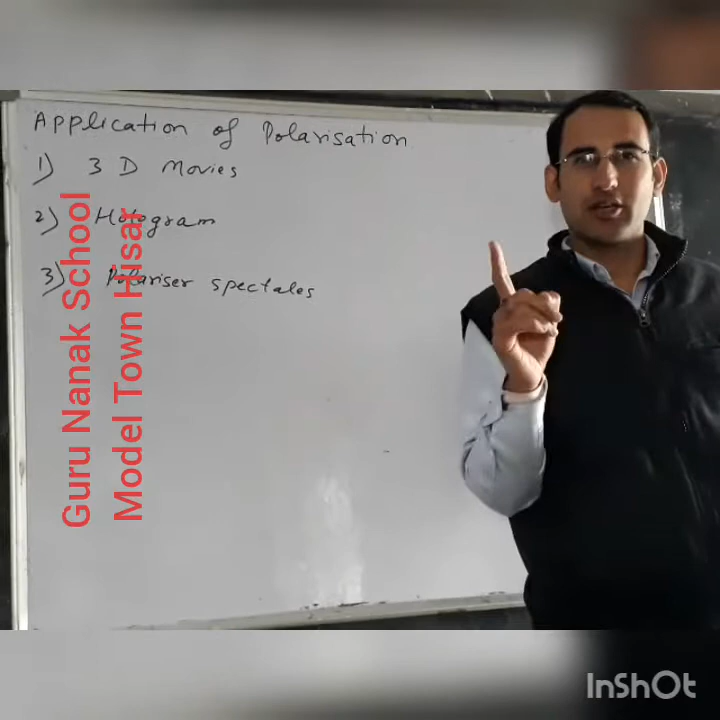 Application of Polarisation
1) 3 D Movies
2) Hologram
3) Polariser spectales
Guru Nanak School
Model Town Hisar
InShOt